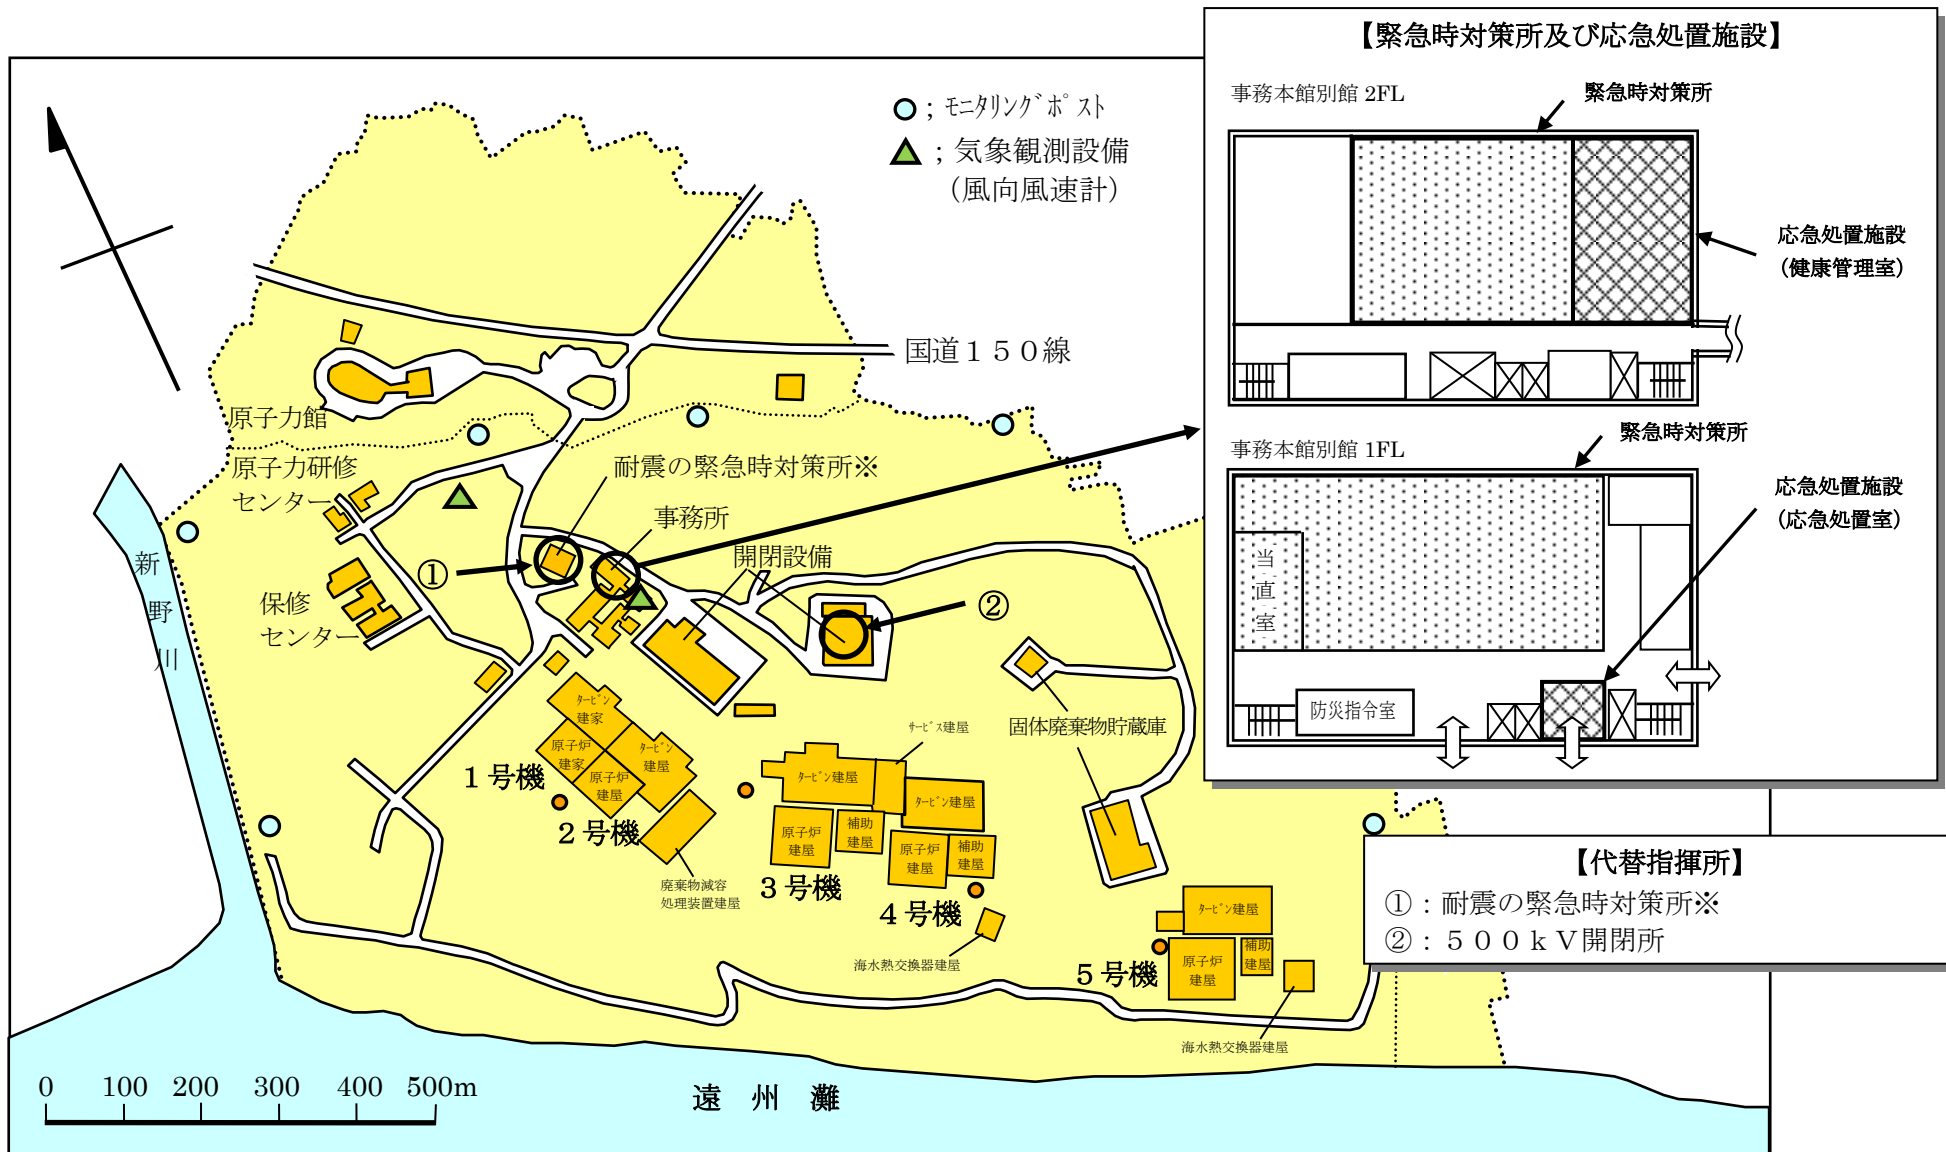 【緊急時対策所及び応急処置施設】
事務本館別館 2FL
緊急時対策所
応急処置施設
（健康管理室）
事務本館別館 1FL
緊急時対策所
応急処置施設
（応急処置室）
当直室
防災指令室
；ﾓﾆﾀﾘﾝｸﾞﾎﾟｽﾄ
；気象観測設備
（風向風速計）
国道１５０線
原子力館
原子力研修
センター
耐震の緊急時対策所※
事務所
開閉設備
①
②
新野川
保修
センター
ﾀｰﾋﾞﾝ
建家
原子炉
建家
ﾀｰﾋﾞﾝ
建屋
原子炉
建屋
１号機
２号機
廃棄物減容
処理装置建屋
ｻｰﾋﾞｽ建屋
ﾀｰﾋﾞﾝ建屋
ﾀｰﾋﾞﾝ建屋
原子炉
建屋
補助
建屋
原子炉
建屋
補助
建屋
３号機
４号機
海水熱交換器建屋
固体廃棄物貯蔵庫
ﾀｰﾋﾞﾝ建屋
原子炉
建屋
補助
建屋
５号機
海水熱交換器建屋
【代替指揮所】
①：耐震の緊急時対策所※
②：５００ｋＶ開閉所
0 100 200 300 400 500m
遠 州 灘